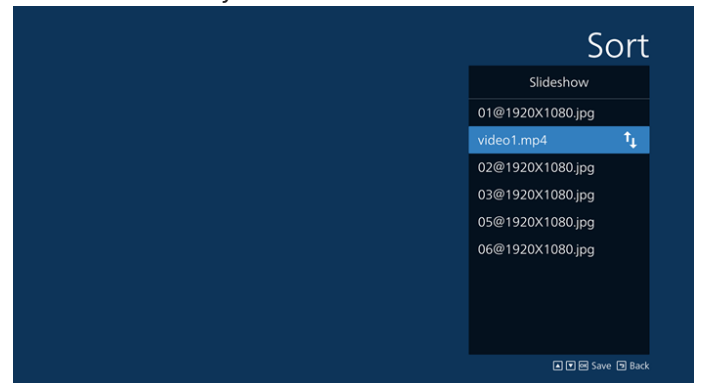 Sort
Slideshow
01@1920X1080.jpg
video1.mp4
02@1920X1080.jpg
03@1920X1080.jpg
05@1920X1080.jpg
06@1920X1080.jpg
OK Save Back